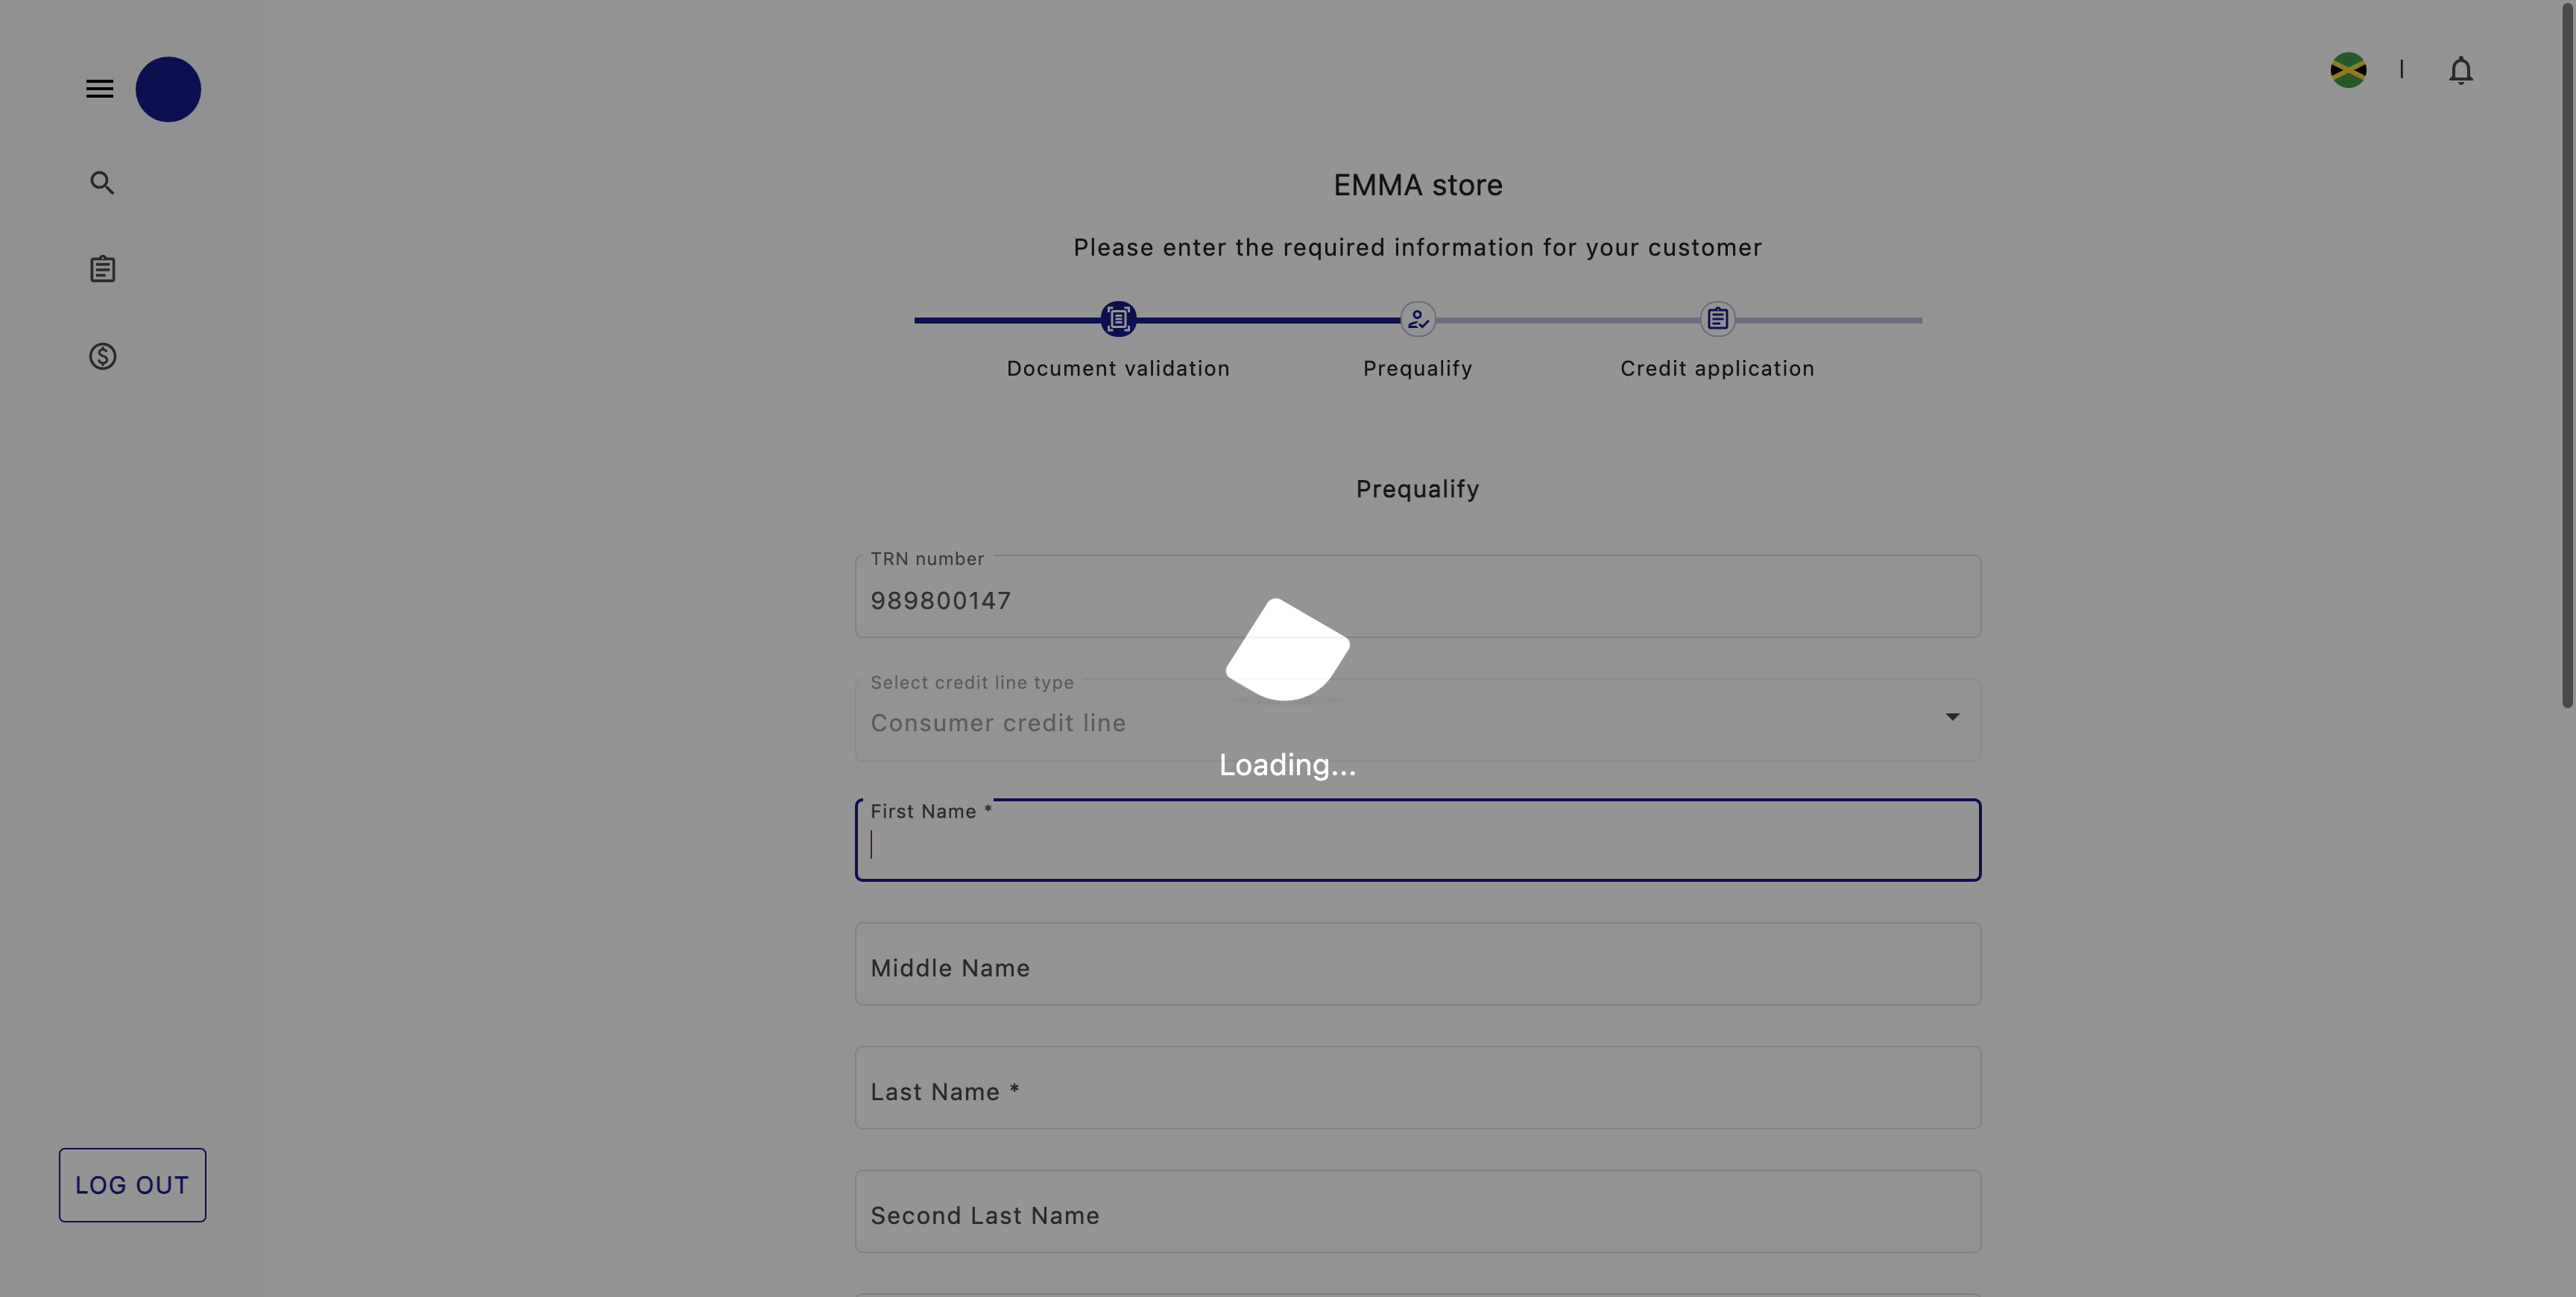 EMMA store
Please enter the required information for your customer
Document validation
Prequalify
Credit application
Prequalify
TRN number
989800147
Select credit line type
Consumer credit line
Loading...
First Name *
Middle Name
Last Name *
Second Last Name
LOG OUT